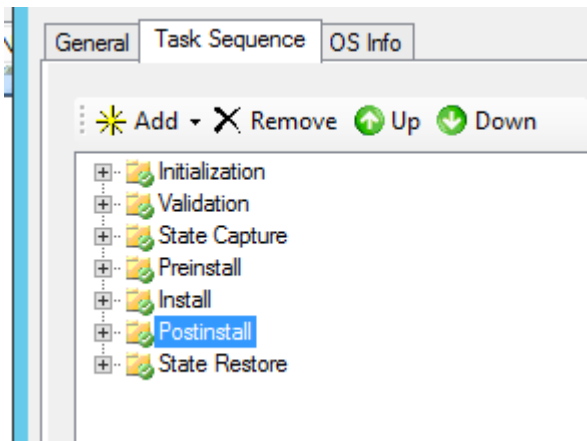 General Task Sequence OS Info
Add Remove Up Down
Initialization
Validation
State Capture
Preinstall
Install
Postinstall
State Restore